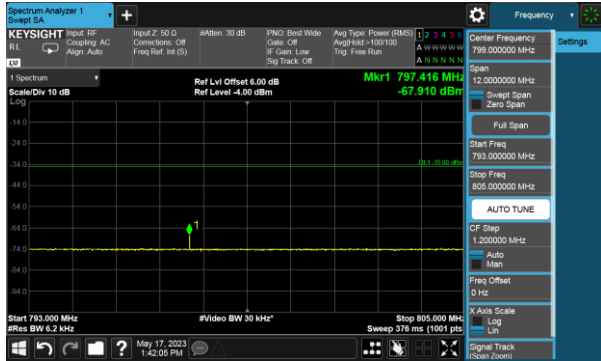 Spectrum Analyzer 1
Swept SA
Frequency
KEYSIGHT
Input: RF
Coupling: AC
Align: Auto
Input Z: 50 Ω
Corrections: Off
Freq Ref: Int (S)
#Atten: 30 dB
PNO: Best Wide
Gate: Off
IF Gain: Low
Sig Track: Off
Avg Type: Power (RMS)
Avg|Hold:>100/100
Trig: Free Run
1 2 3 4 5 6
A W W W W W
A N N N N N
RL
LXI
1 Spectrum
Scale/Div 10 dB
Ref Lvl Offset 6.00 dB
Ref Level -4.00 dBm
Mkr1 797.416 MHz
-67.910 dBm
Log
-14.0
-24.0
-34.0
DL1 -35.00 dBm
-44.0
-54.0
-64.0
1
-74.0
-84.0
-94.0
Start 793.000 MHz
#Res BW 6.2 kHz
#Video BW 30 kHz*
Stop 805.000 MHz
Sweep 376 ms (1001 pts)
May 17, 2023
1:42:05 PM
Center Frequency
799.000000 MHz
Settings
Span
12.0000000 MHz
Swept Span
Zero Span
Full Span
Start Freq
793.000000 MHz
Stop Freq
805.000000 MHz
AUTO TUNE
CF Step
1.200000 MHz
Auto
Man
Freq Offset
0 Hz
X Axis Scale
Log
Lin
Signal Track
(Span Zoom)